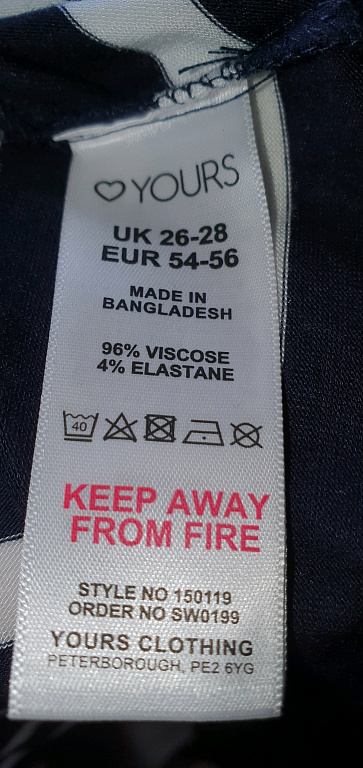 YOURS
UK 26-28
EUR 54-56
MADE IN
BANGLADESH
96% VISCOSE
4% ELASTANE
40
KEEP AWAY
FROM FIRE
STYLE NO 150119
ORDER NO SW0199
YOURS CLOTHING
PETERBOROUGH, PE2 6YG